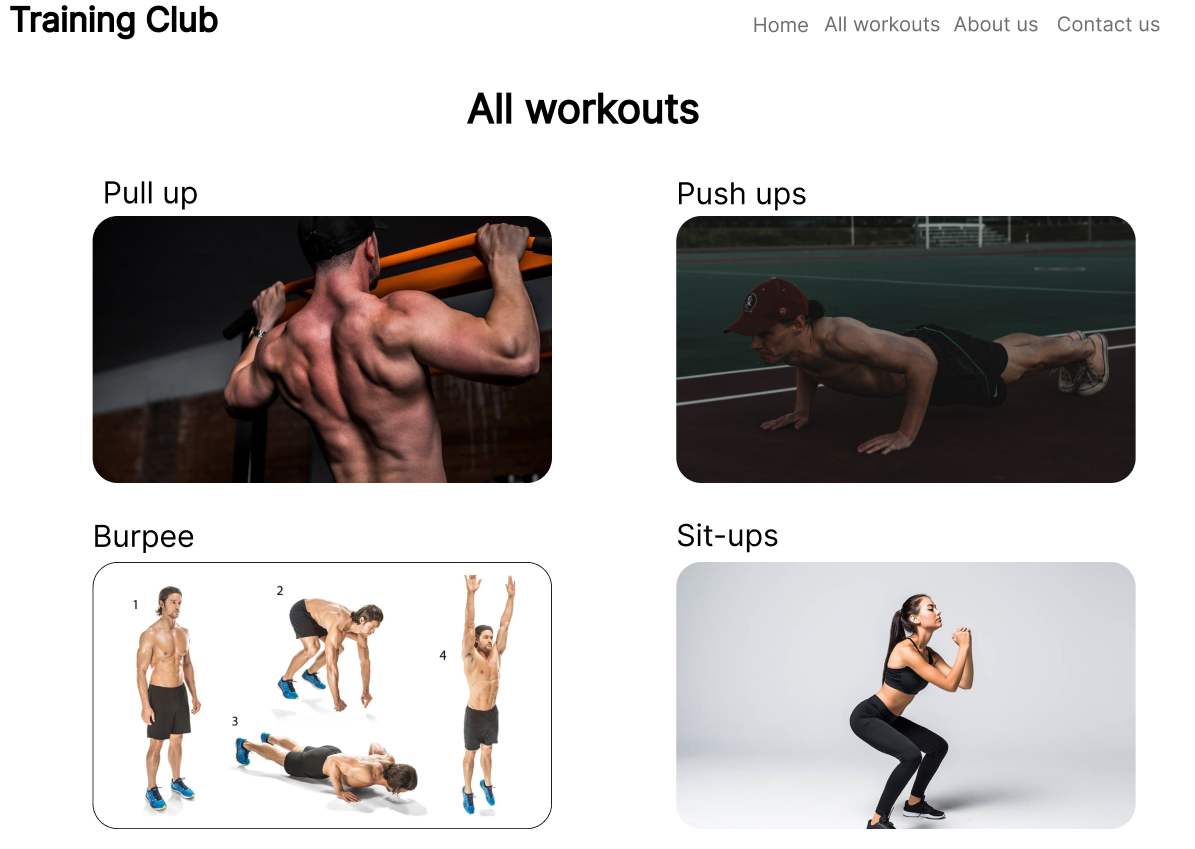 Training Club
Home All workouts About us Contact us
All workouts
Pull up
Push ups
Burpee
Sit-ups
1
2
3
4